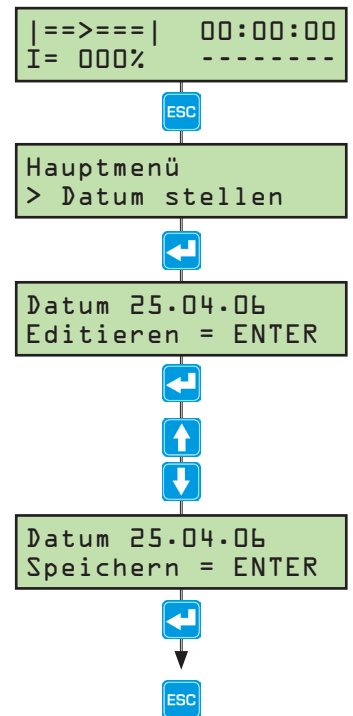 |==>===| 00:00:00
I= 000% --------
ESC
Hauptmenü
> Datum stellen
Datum 25.04.06
Editieren = ENTER
Datum 25.04.06
Speichern = ENTER
ESC